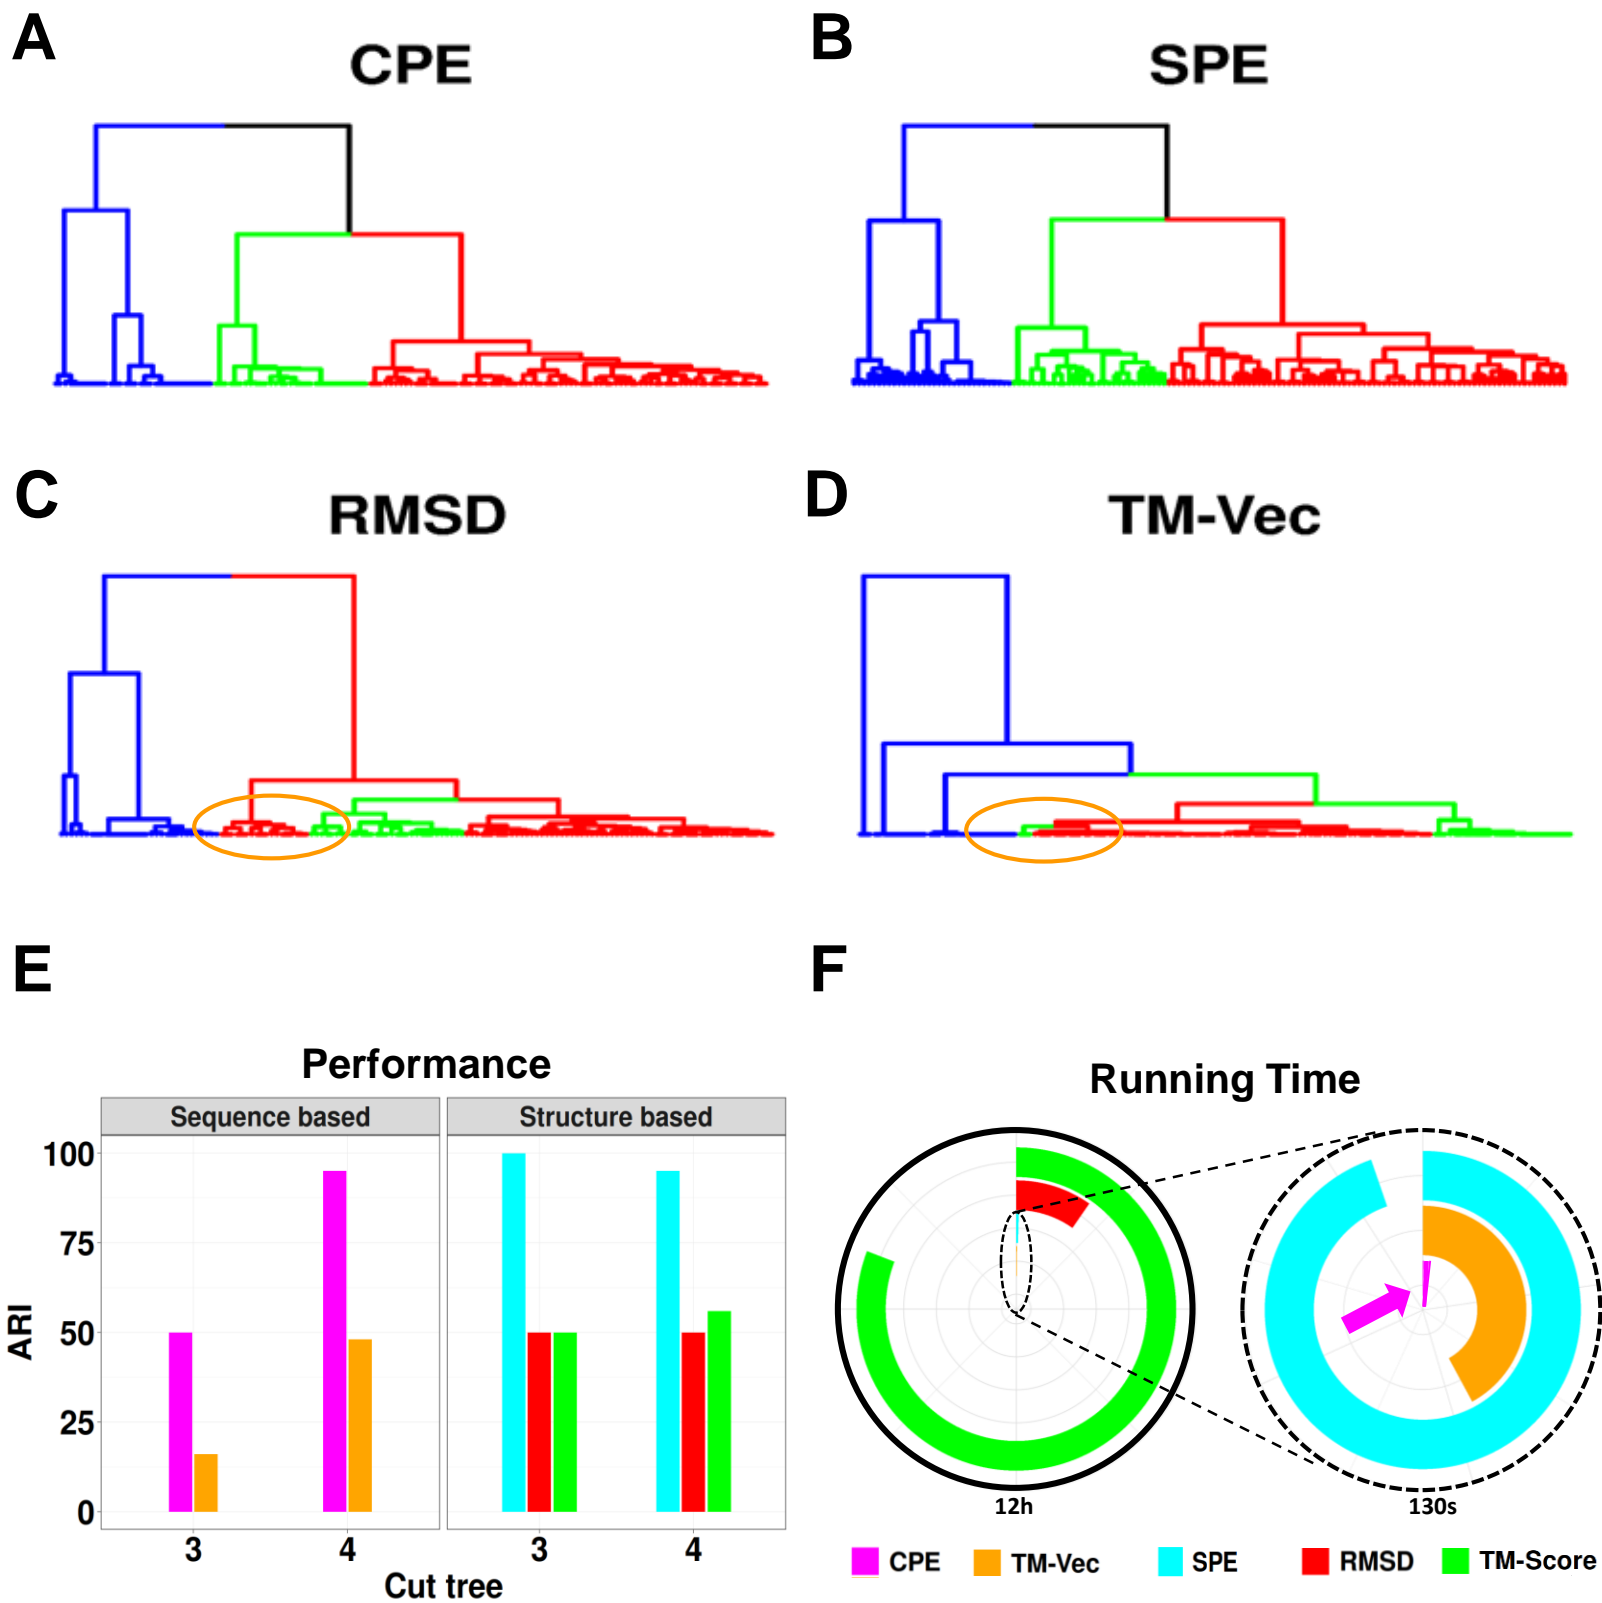 A
CPE
B
SPE
C
RMSD
D
TM-Vec
E
Performance
Sequence based
Structure based
100
75
50
25
0
ARI
3
4
3
4
Cut tree
F
Running Time
12h
130s
CPE
TM-Vec
SPE
RMSD
TM-Score